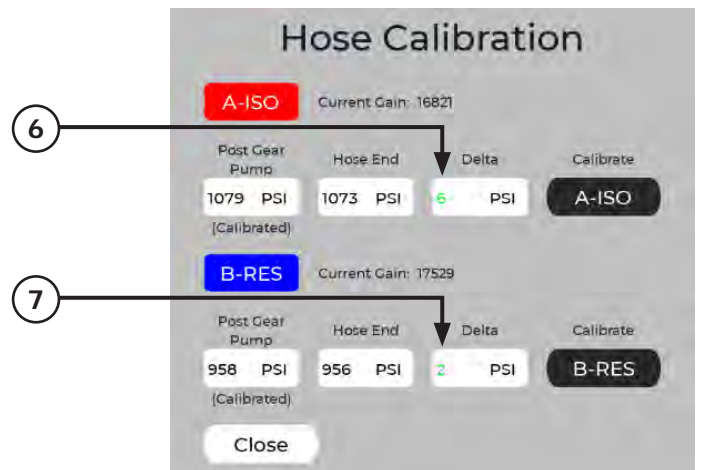 Hose Calibration
A-ISO Current Gain: 16821
6
Post Gear Pump Hose End Delta Calibrate
1079 PSI 1073 PSI 6 PSI A-ISO
(Calibrated)
B-RES Current Gain: 17529
7
Post Gear Pump Hose End Delta Calibrate
958 PSI 956 PSI 2 PSI B-RES
(Calibrated)
Close